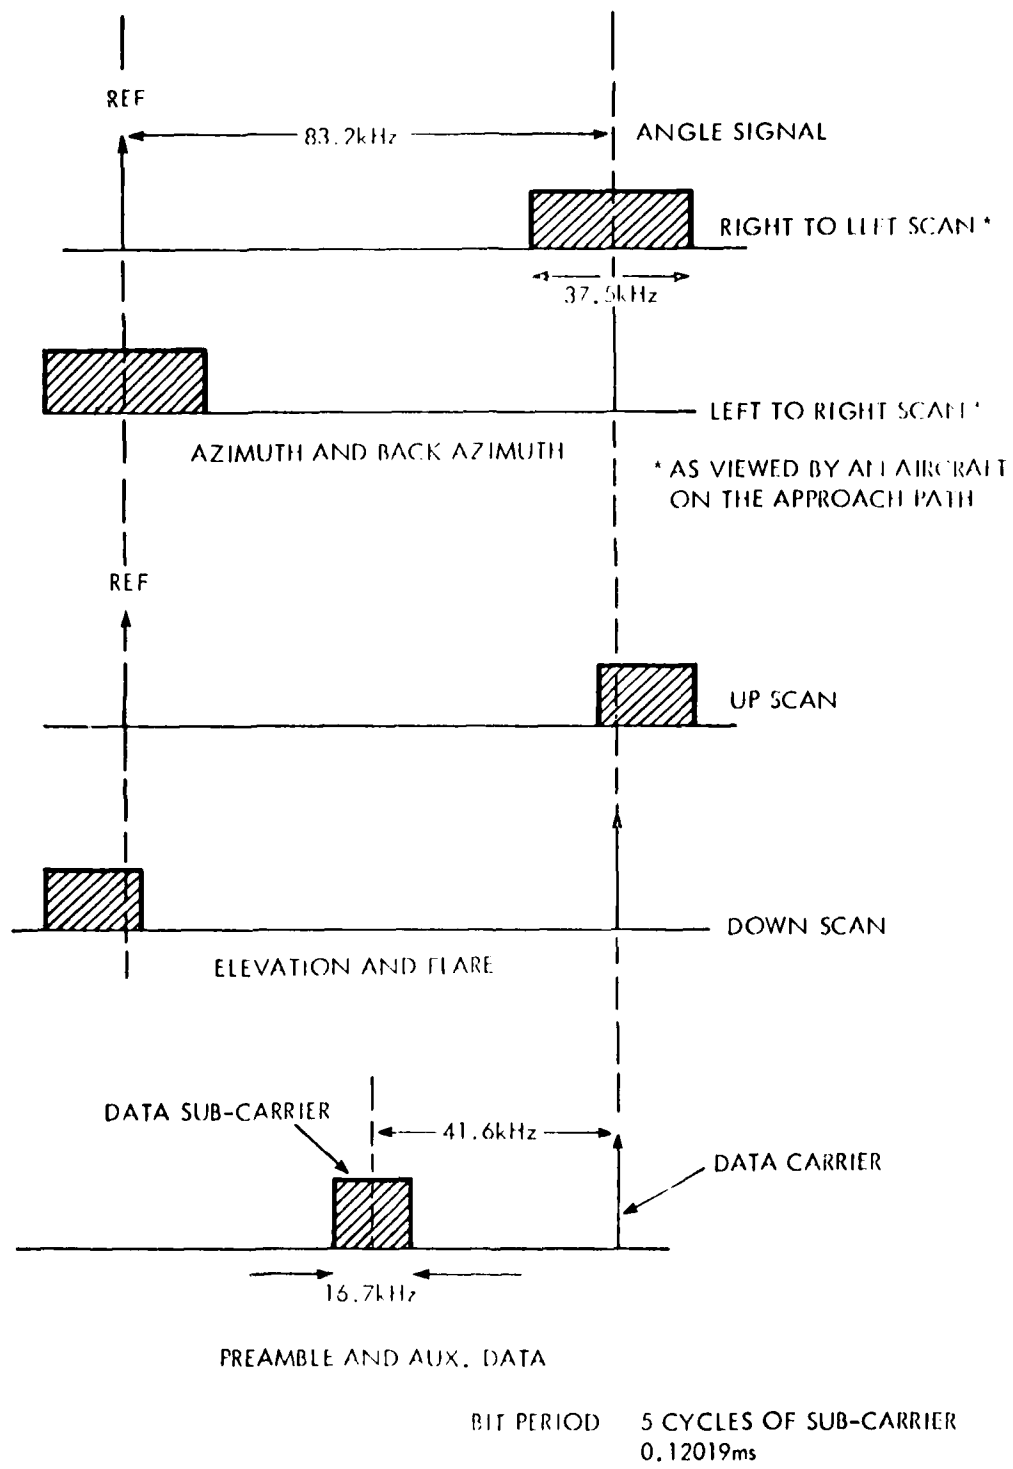 REF
83.2kHz
ANGLE SIGNAL
RIGHT TO LEFT SCAN *
37.5kHz
LEFT TO RIGHT SCAN *
AZIMUTH AND BACK AZIMUTH
* AS VIEWED BY AN AIRCRAFT
ON THE APPROACH PATH
REF
UP SCAN
DOWN SCAN
ELEVATION AND FLARE
DATA SUB-CARRIER
41.6kHz
DATA CARRIER
16.7kHz
PREAMBLE AND AUX. DATA
BIT PERIOD 5 CYCLES OF SUB-CARRIER
0.12019ms